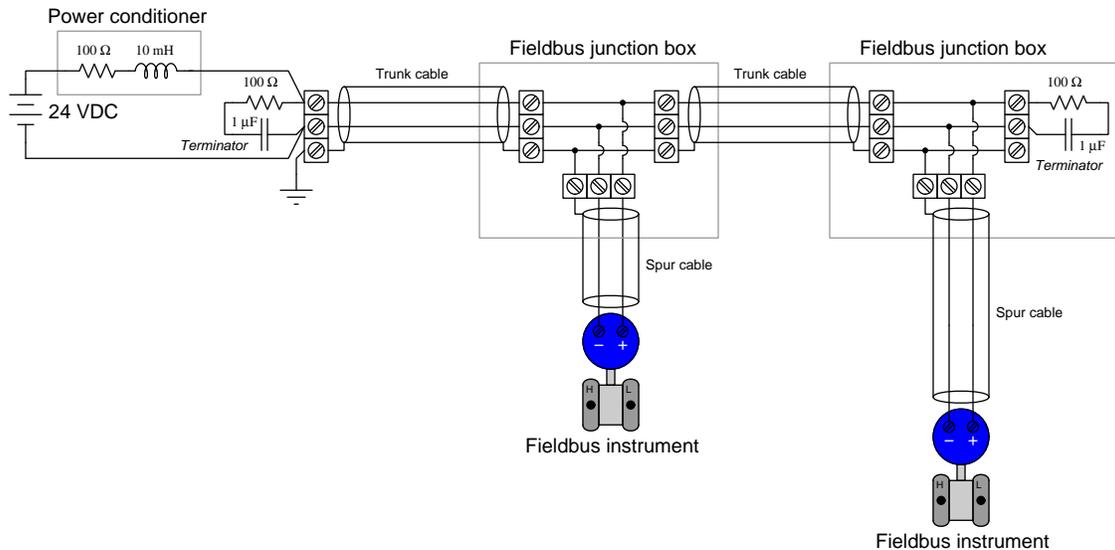 Power conditioner
100 Ω
10 mH
24 VDC
100 Ω
1 μF
Terminator
Trunk cable
Fieldbus junction box
Trunk cable
Fieldbus junction box
100 Ω
1 μF
Terminator
Spur cable
Spur cable
− +
H L
Fieldbus instrument
− +
H L
Fieldbus instrument